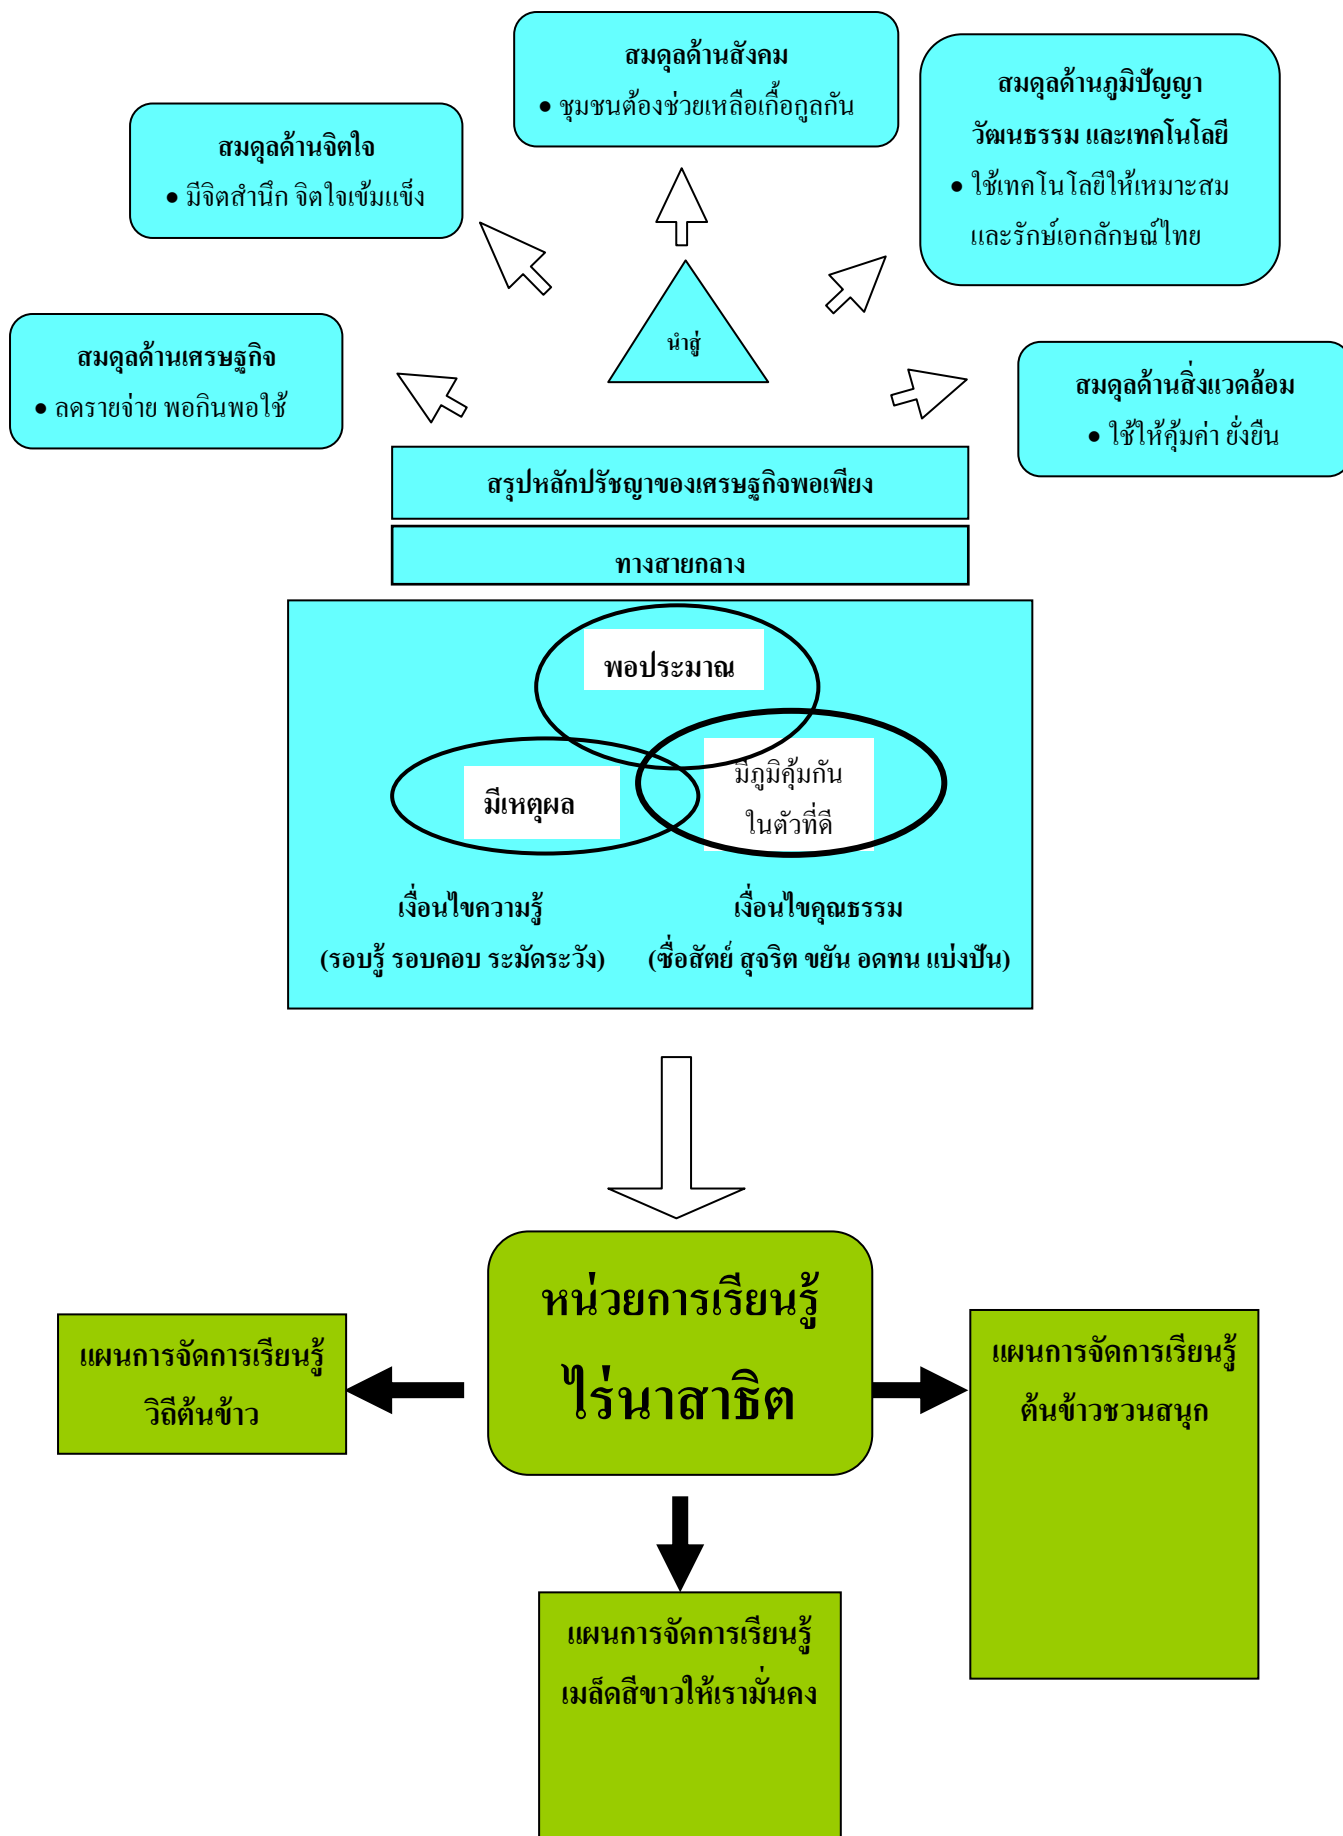 สมดุลด้านสังคม
• ชุมชนต้องช่วยเหลือเกื้อกูลกัน
สมดุลด้านภูมิปัญญา
วัฒนธรรม และเทคโนโลยี
• ใช้เทคโนโลยีให้เหมาะสม
และรักษ์เอกลักษณ์ไทย
สมดุลด้านจิตใจ
• มีจิตสำนึก จิตใจเข้มแข็ง
นำสู่
สมดุลด้านเศรษฐกิจ
• ลดรายจ่าย พอกินพอใช้
สมดุลด้านสิ่งแวดล้อม
• ใช้ให้คุ้มค่า ยั่งยืน
สรุปหลักปรัชญาของเศรษฐกิจพอเพียง
ทางสายกลาง
พอประมาณ
มีเหตุผล
มีภูมิคุ้มกัน
ในตัวที่ดี
เงื่อนไขความรู้
(รอบรู้ รอบคอบ ระมัดระวัง)
เงื่อนไขคุณธรรม
(ซื่อสัตย์ สุจริต ขยัน อดทน แบ่งปัน)
หน่วยการเรียนรู้
ไร่นาสาธิต
แผนการจัดการเรียนรู้
วิถีต้นข้าว
แผนการจัดการเรียนรู้
ต้นข้าวชวนสนุก
แผนการจัดการเรียนรู้
เมล็ดสีขาวให้เรามั่นคง